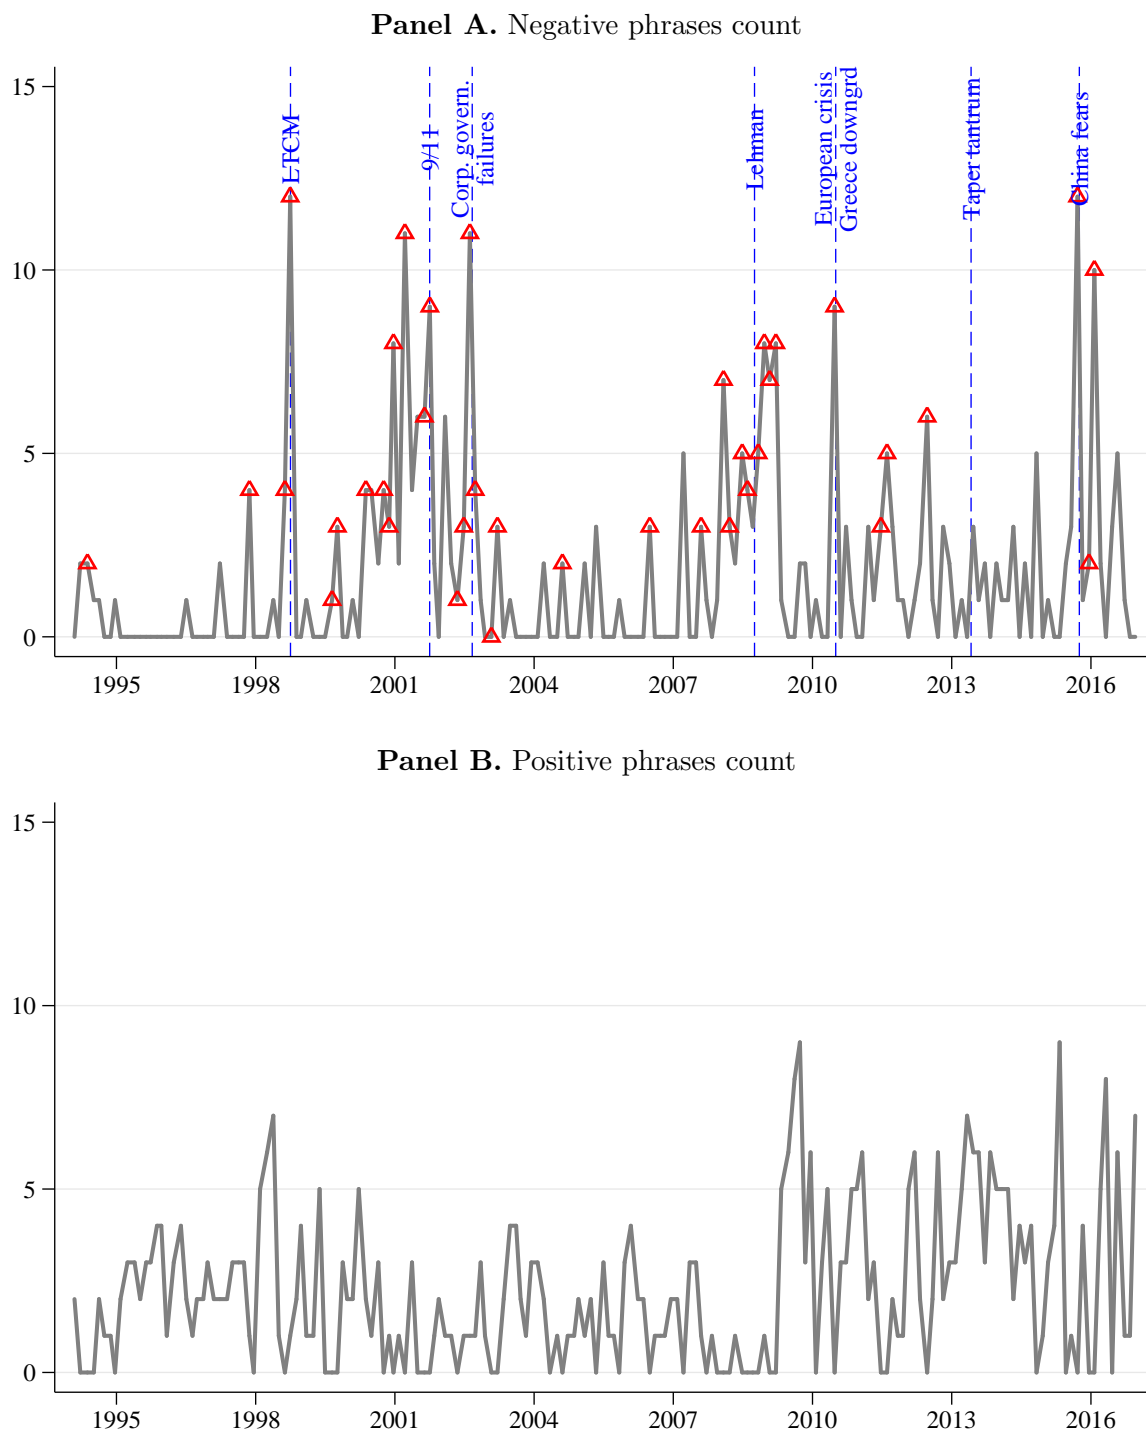 Panel A. Negative phrases count
15
10
5
0
LTCM
9/11
Corp. govern.
failures
Lehman
European crisis
Greece downgrd
Taper tantrum
China fears
1995 1998 2001 2004 2007 2010 2013 2016
Panel B. Positive phrases count
15
10
5
0
1995 1998 2001 2004 2007 2010 2013 2016